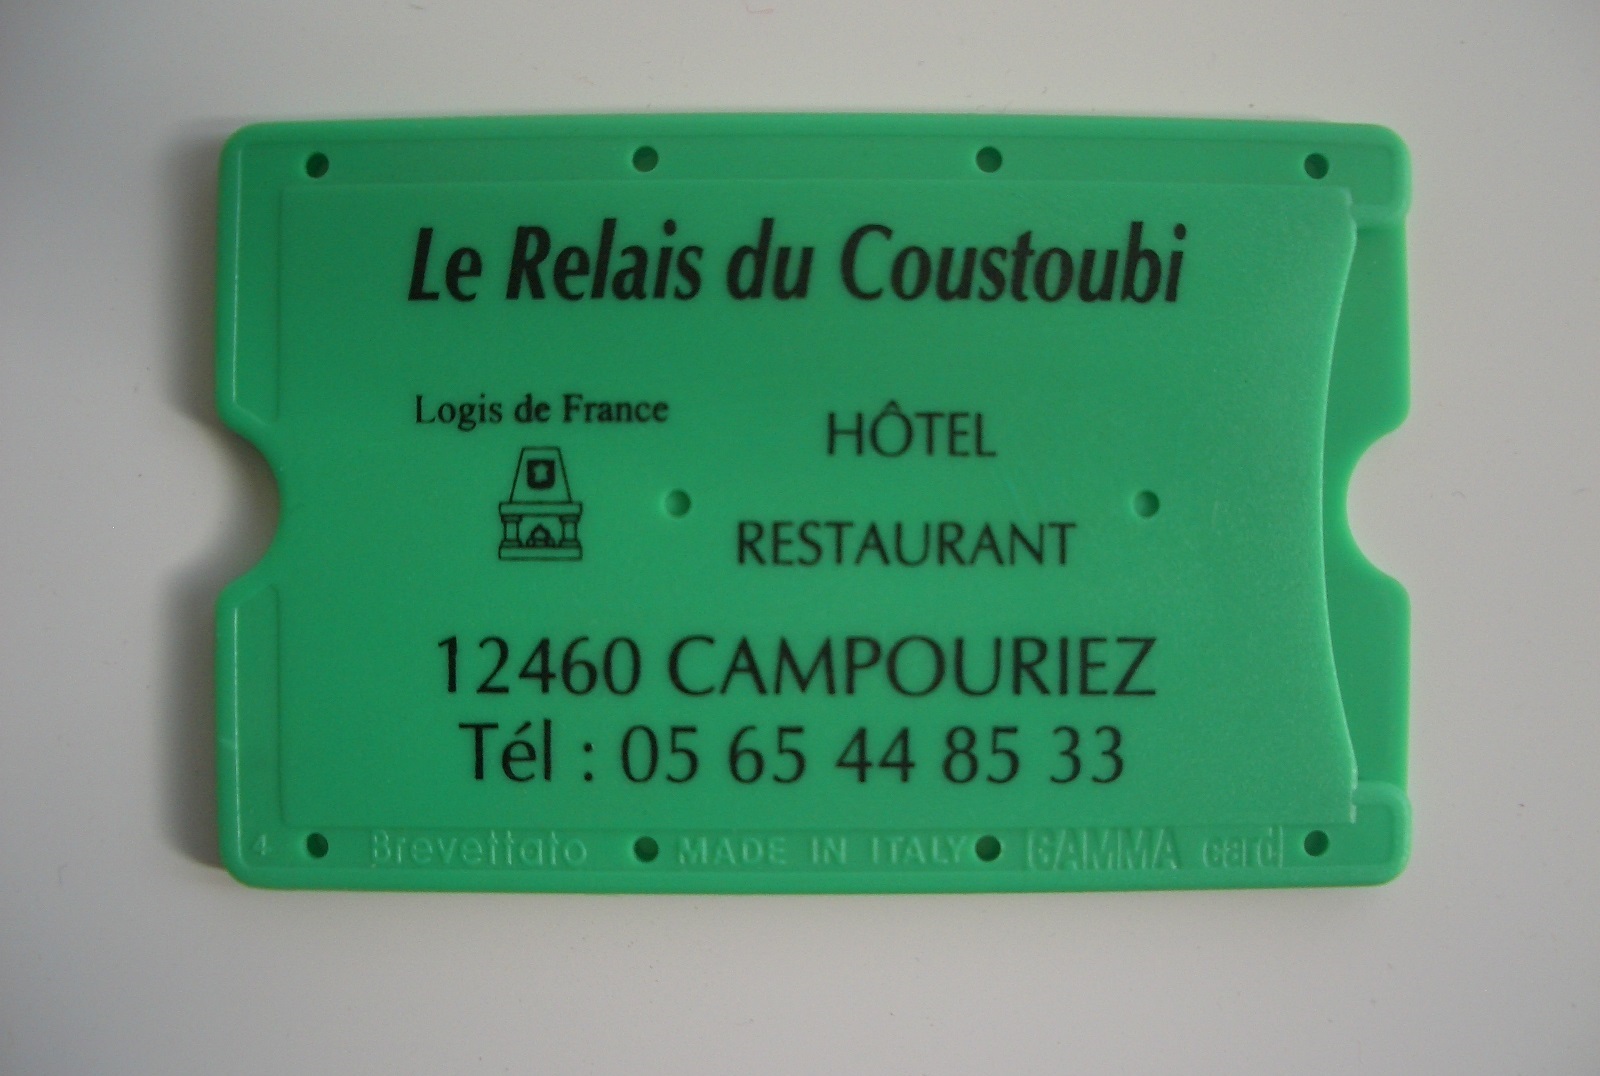 Le Relais du Coustoubi
Logis de France
HÔTEL
RESTAURANT
12460 CAMPOURIEZ
Tél : 05 65 44 85 33
4 Brevettato MADE IN ITALY GAMMA card